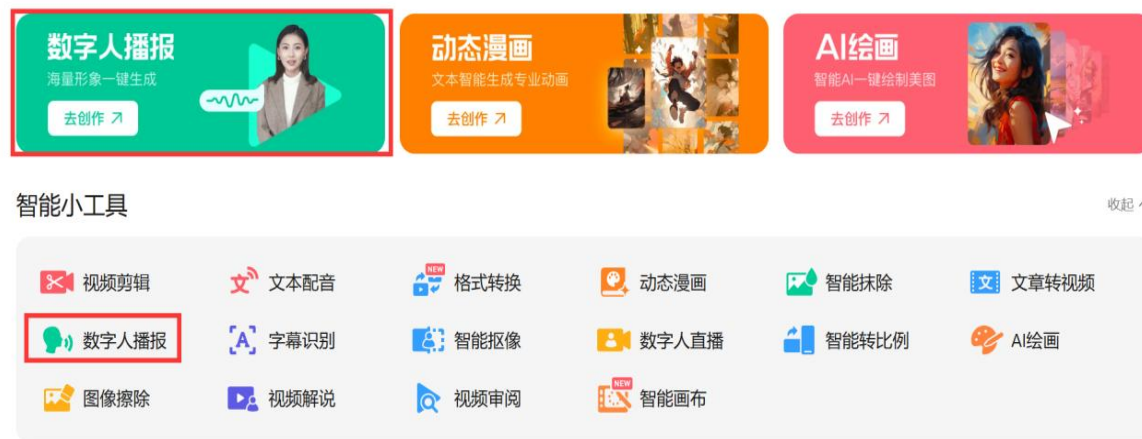 数字人播报
海量形象一键生成
去创作
动态漫画
文本智能生成专业动画
去创作
AI绘画
智能AI一键绘制美图
去创作
智能小工具
收起
视频剪辑
文本配音
NEW
格式转换
动态漫画
智能抹除
文章转视频
数字人播报
字幕识别
智能抠像
数字人直播
智能转比例
AI绘画
图像擦除
视频解说
视频审阅
NEW
智能画布